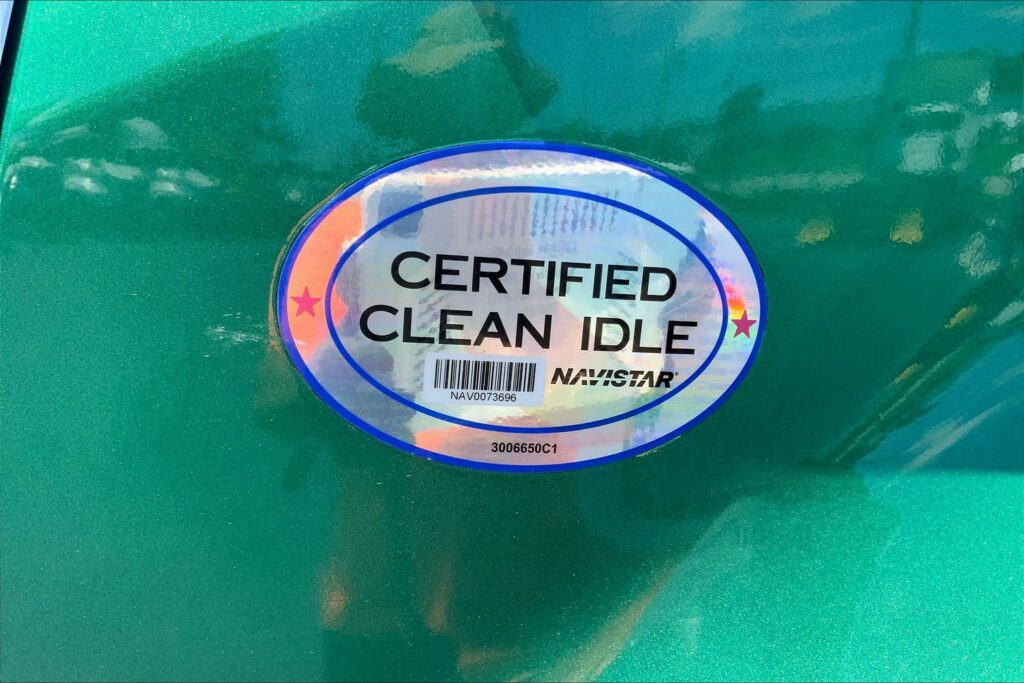 CERTIFIED
CLEAN IDLE
NAVISTAR®
NAV0073696
3006650C1